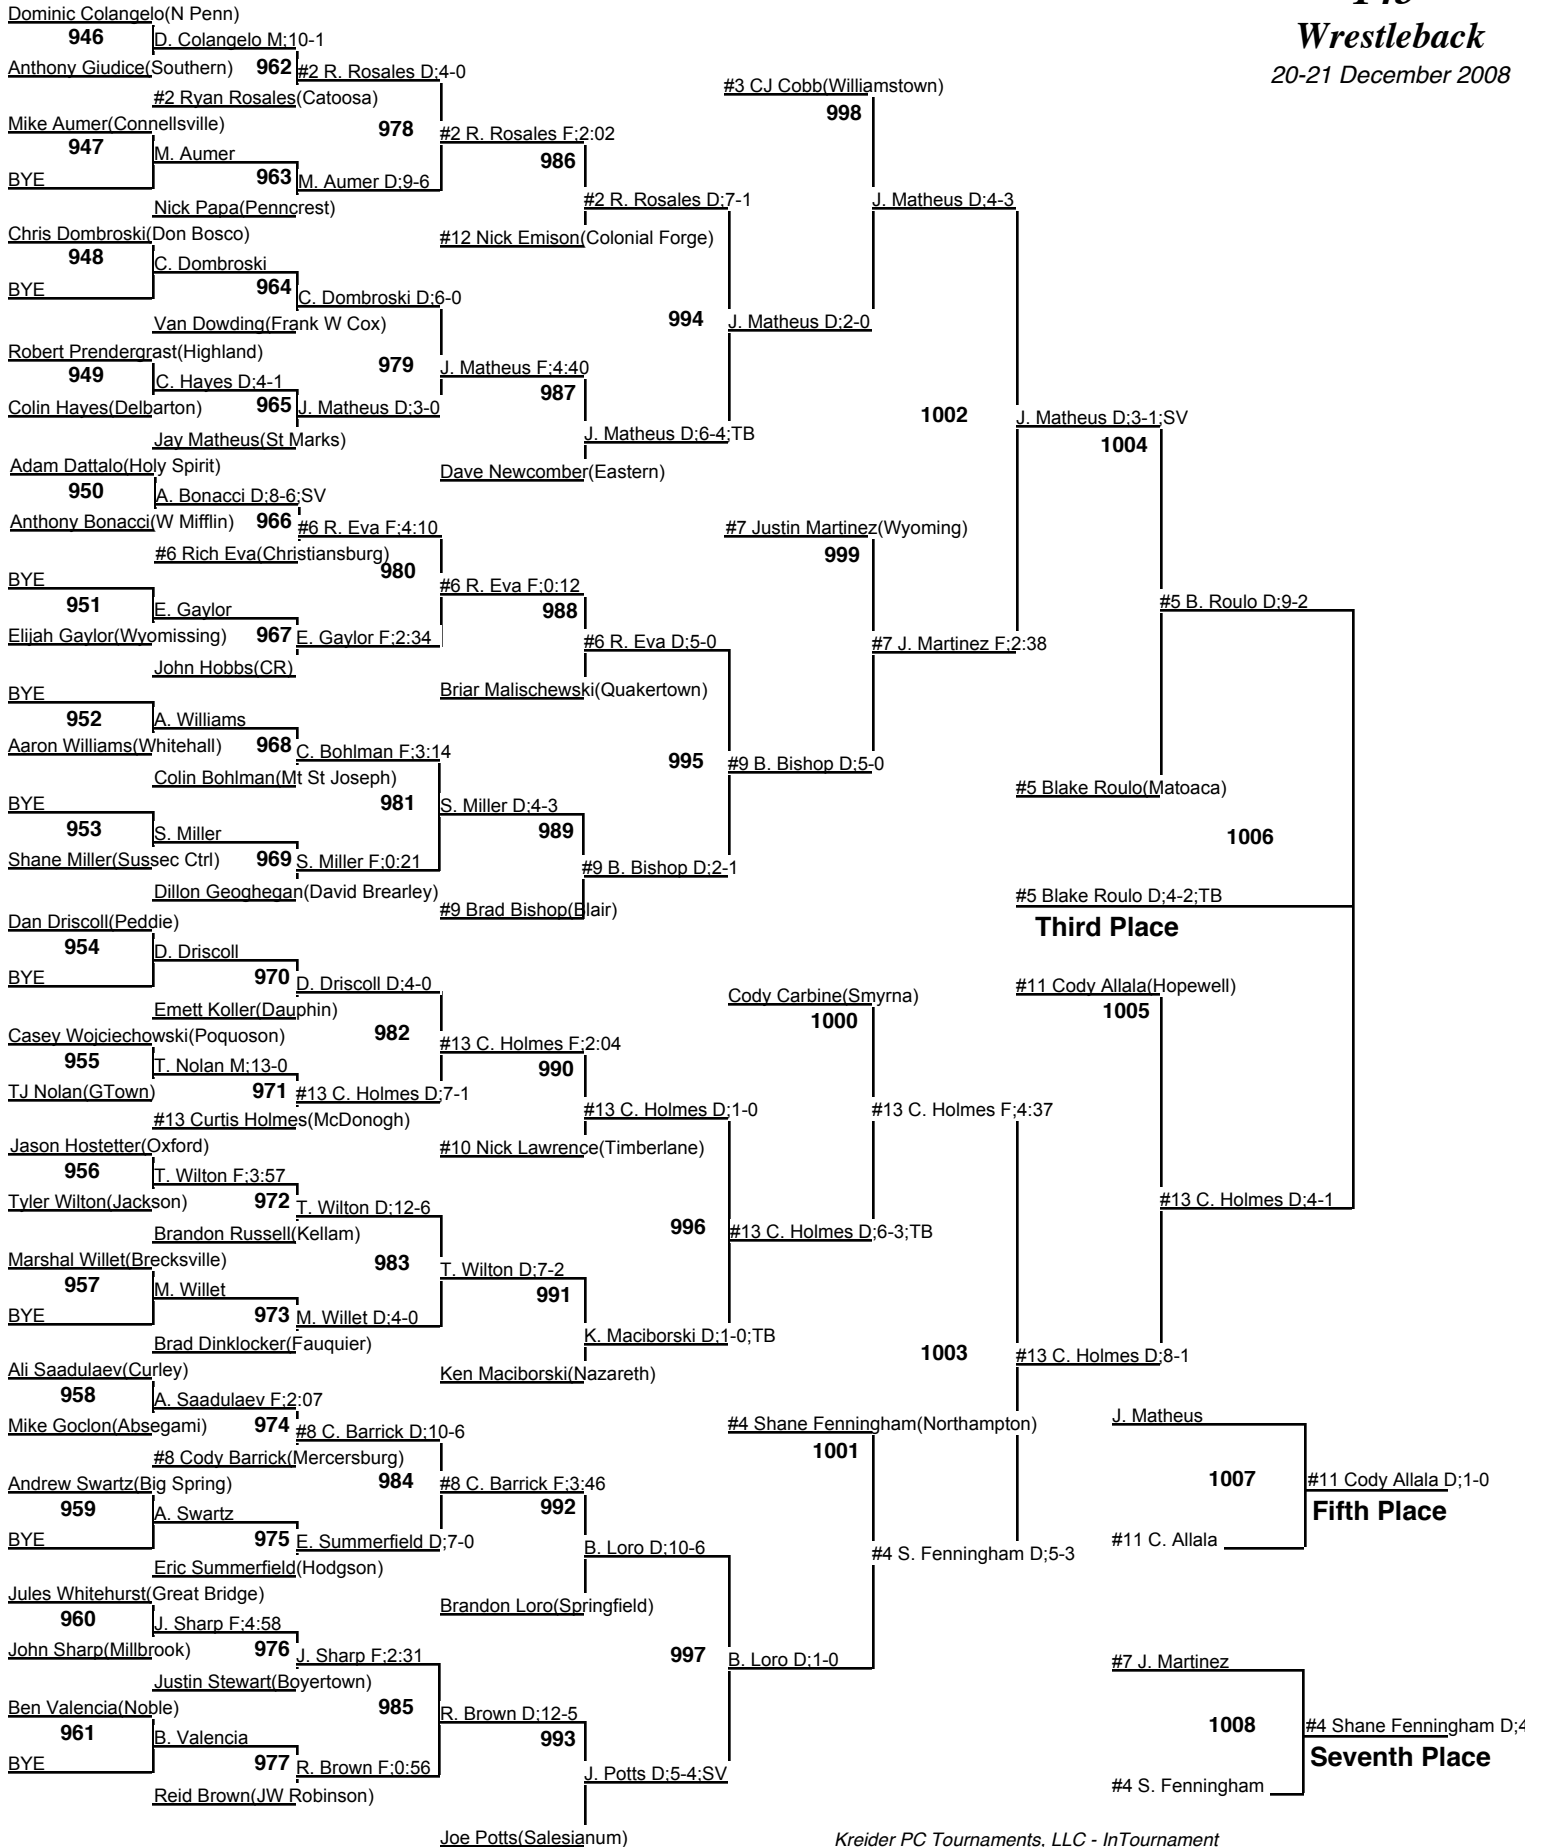 Wrestleback
20-21 December 2008
Dominic Colangelo(N Penn)
946
D. Colangelo M;10-1
Anthony Giudice(Southern)
962
#2 R. Rosales D;4-0
#2 Ryan Rosales(Catoosa)
Mike Aumer(Connellsville)
978
#2 R. Rosales F;2:02
947
M. Aumer
986
BYE
963
M. Aumer D;9-6
Nick Papa(Penncrest)
#2 R. Rosales D;7-1
Chris Dombroski(Don Bosco)
#12 Nick Emison(Colonial Forge)
948
C. Dombroski
BYE
964
C. Dombroski D;6-0
Van Dowding(Frank W Cox)
994
J. Matheus D;2-0
Robert Prendergrast(Highland)
979
J. Matheus F;4:40
949
C. Hayes D;4-1
987
Colin Hayes(Delbarton)
965
J. Matheus D;3-0
Jay Matheus(St Marks)
J. Matheus D;6-4;TB
Dave Newcomber(Eastern)
#3 CJ Cobb(Williamstown)
998
J. Matheus D;4-3
1002
J. Matheus D;3-1;SV
1004
Adam Dattalo(Holy Spirit)
950
A. Bonacci D;8-6;SV
Anthony Bonacci(W Mifflin)
966
#6 R. Eva F;4:10
#6 Rich Eva(Christiansburg)
980
#6 R. Eva F;0:12
BYE
951
E. Gaylor
988
Elijah Gaylor(Wyomissing)
967
E. Gaylor F;2:34
John Hobbs(CR)
#6 R. Eva D;5-0
Briar Malischewski(Quakertown)
#7 Justin Martinez(Wyoming)
999
#7 J. Martinez F;2:38
BYE
952
A. Williams
Aaron Williams(Whitehall)
968
C. Bohlman F;3:14
Colin Bohlman(Mt St Joseph)
995
#9 B. Bishop D;5-0
981
S. Miller D;4-3
BYE
953
S. Miller
989
Shane Miller(Sussec Ctrl)
969
S. Miller F;0:21
Dillon Geoghegan(David Brearley)
#9 B. Bishop D;2-1
#9 Brad Bishop(Blair)
#5 B. Roulo D;9-2
#5 Blake Roulo(Matoaca)
1006
#5 Blake Roulo D;4-2;TB
Third Place
Dan Driscoll(Peddie)
954
D. Driscoll
BYE
970
D. Driscoll D;4-0
Emett Koller(Dauphin)
982
#13 C. Holmes F;2:04
Casey Wojciechowski(Poquoson)
955
T. Nolan M;13-0
990
TJ Nolan(GTown)
971
#13 C. Holmes D;7-1
#13 Curtis Holmes(McDonogh)
#13 C. Holmes D;1-0
#10 Nick Lawrence(Timberlane)
Cody Carbine(Smyrna)
1000
#13 C. Holmes F;4:37
#11 Cody Allala(Hopewell)
1005
#13 C. Holmes D;4-1
Jason Hostetter(Oxford)
956
T. Wilton F;3:57
Tyler Wilton(Jackson)
972
T. Wilton D;12-6
Brandon Russell(Kellam)
996
#13 C. Holmes D;6-3;TB
Marshal Willet(Brecksville)
983
T. Wilton D;7-2
957
M. Willet
991
BYE
973
M. Willet D;4-0
Brad Dinklocker(Fauquier)
K. Maciborski D;1-0;TB
Ken Maciborski(Nazareth)
1003
#13 C. Holmes D;8-1
Ali Saadulaev(Curley)
958
A. Saadulaev F;2:07
Mike Goclon(Absegami)
974
#8 C. Barrick D;10-6
#8 Cody Barrick(Mercersburg)
984
#8 C. Barrick F;3:46
Andrew Swartz(Big Spring)
959
A. Swartz
992
BYE
975
E. Summerfield D;7-0
Eric Summerfield(Hodgson)
B. Loro D;10-6
Brandon Loro(Springfield)
#4 Shane Fenningham(Northampton)
1001
#4 S. Fenningham D;5-3
J. Matheus
1007
#11 Cody Allala D;1-0
Fifth Place
#11 C. Allala
Jules Whitehurst(Great Bridge)
960
J. Sharp F;4:58
John Sharp(Millbrook)
976
J. Sharp F;2:31
Justin Stewart(Boyertown)
997
B. Loro D;1-0
Ben Valencia(Noble)
985
R. Brown D;12-5
961
B. Valencia
993
BYE
977
R. Brown F;0:56
Reid Brown(JW Robinson)
J. Potts D;5-4;SV
Joe Potts(Salesianum)
#7 J. Martinez
1008
#4 Shane Fenningham D;4
Seventh Place
#4 S. Fenningham
Kreider PC Tournaments, LLC - InTournament